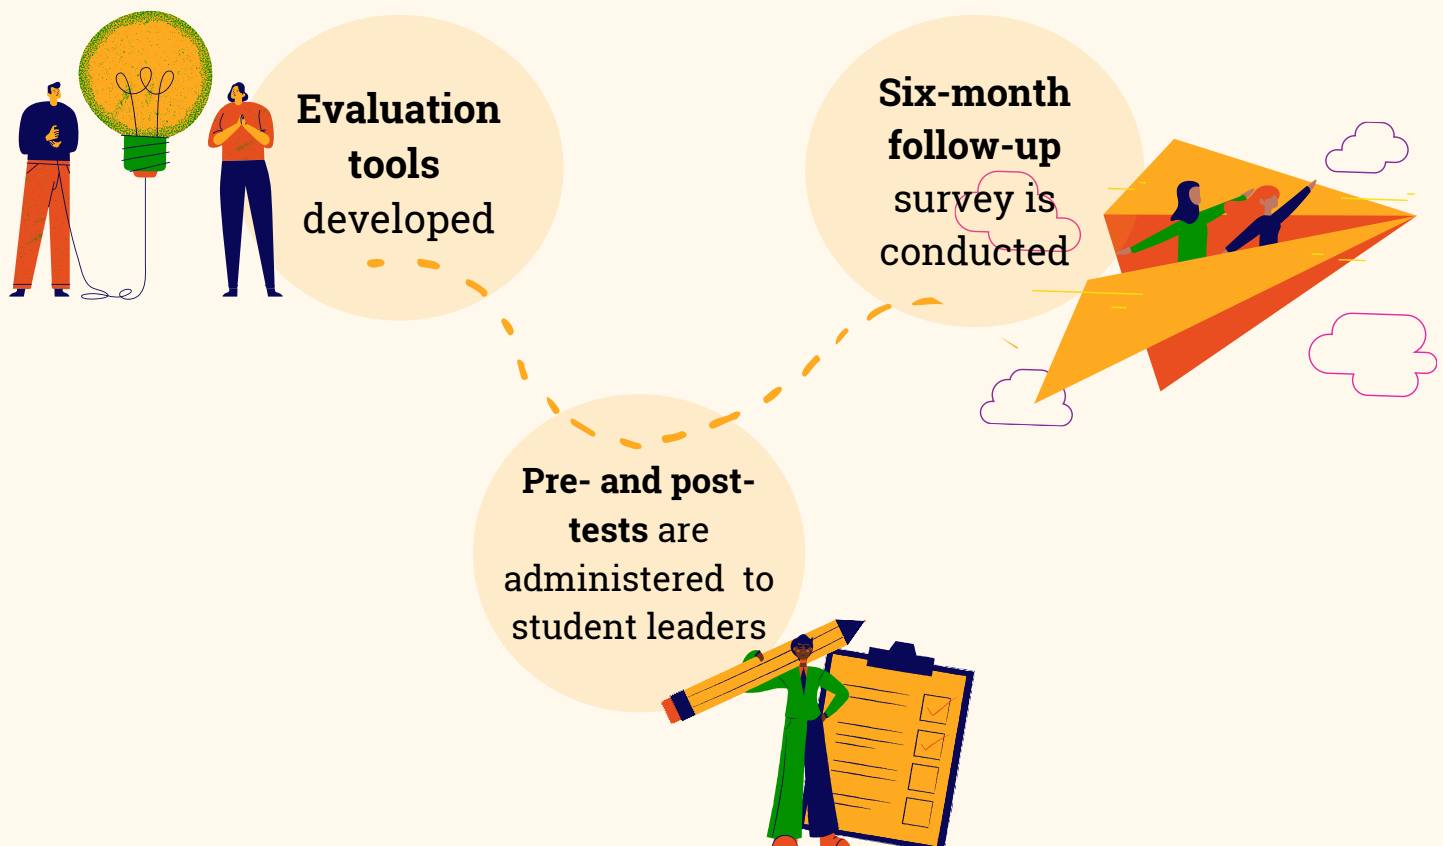 Evaluation
tools
developed
Pre- and post-
tests are
administered  to
student leaders
Six-month
follow-up
survey is
conducted